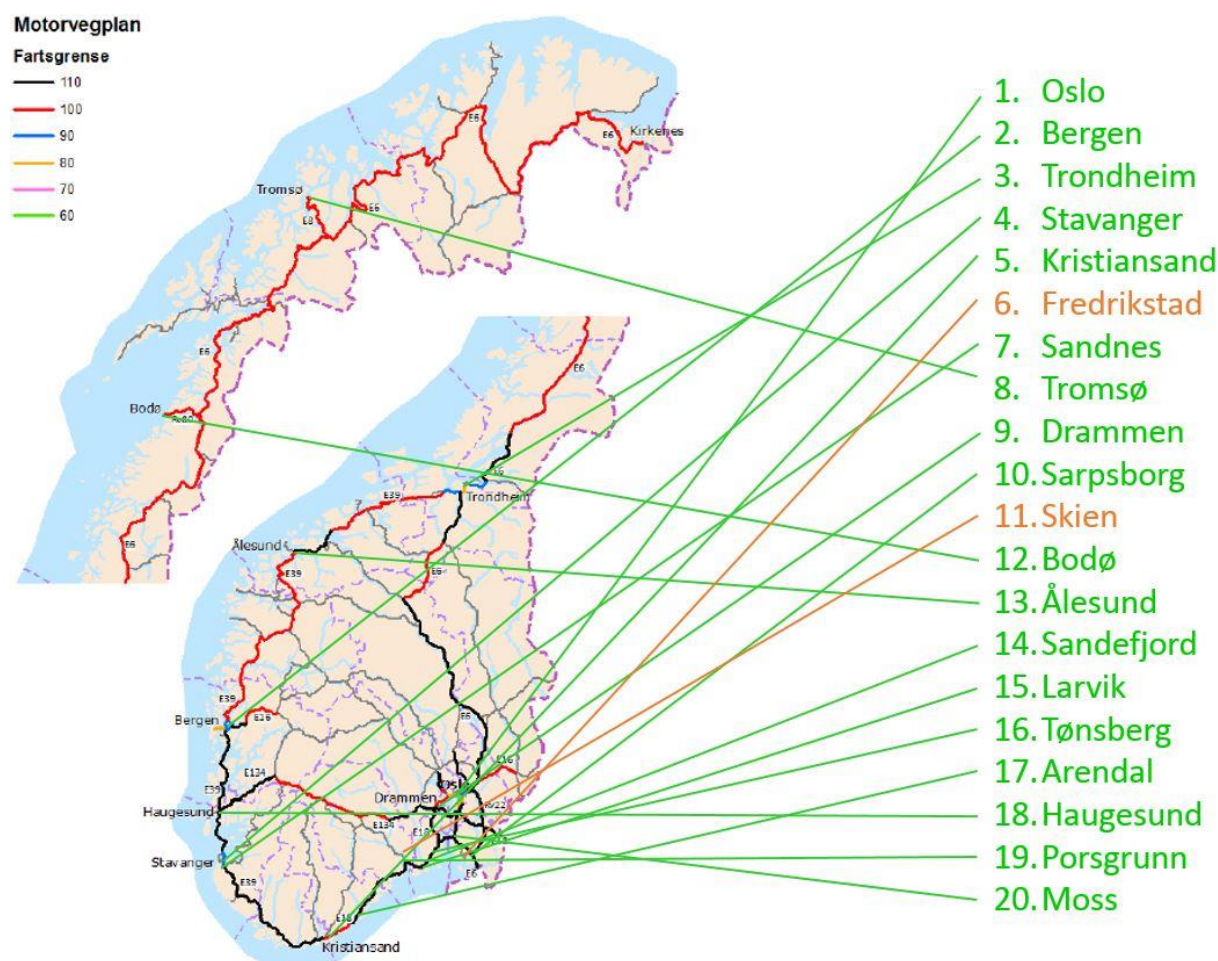 Motorvegplan
Fartsgrense
110
100
90
80
70
60
E6
E6
Kirkenes
Tromsø
E8
E6
E6
Bodø
E6
E6
E39
Trondheim
Ålesund
E39
E6
E39
Bergen
E16
E6
E16
E134
Oslo
Drammen
E39
Haugesund
E134
E18
Rv22
Stavanger
E39
E6
E18
Kristiansand
1. Oslo
2. Bergen
3. Trondheim
4. Stavanger
5. Kristiansand
6. Fredrikstad
7. Sandnes
8. Tromsø
9. Drammen
10. Sarpsborg
11. Skien
12. Bodø
13. Ålesund
14. Sandefjord
15. Larvik
16. Tønsberg
17. Arendal
18. Haugesund
19. Porsgrunn
20. Moss